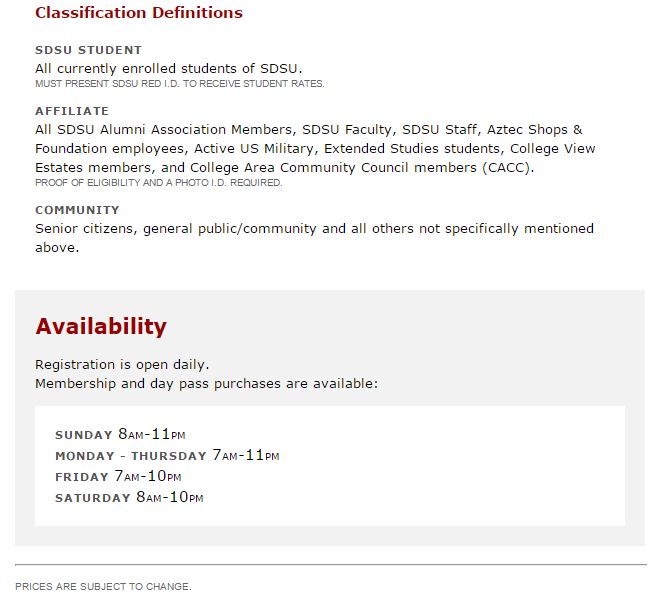 Classification Definitions
SDSU STUDENT
All currently enrolled students of SDSU.
MUST PRESENT SDSU RED I.D. TO RECEIVE STUDENT RATES.
AFFILIATE
All SDSU Alumni Association Members, SDSU Faculty, SDSU Staff, Aztec Shops &
Foundation employees, Active US Military, Extended Studies students, College View
Estates members, and College Area Community Council members (CACC).
PROOF OF ELIGIBILITY AND A PHOTO I.D. REQUIRED.
COMMUNITY
Senior citizens, general public/community and all others not specifically mentioned
above.
Availability
Registration is open daily.
Membership and day pass purchases are available:
SUNDAY 8AM-11PM
MONDAY - THURSDAY 7AM-11PM
FRIDAY 7AM-10PM
SATURDAY 8AM-10PM
PRICES ARE SUBJECT TO CHANGE.